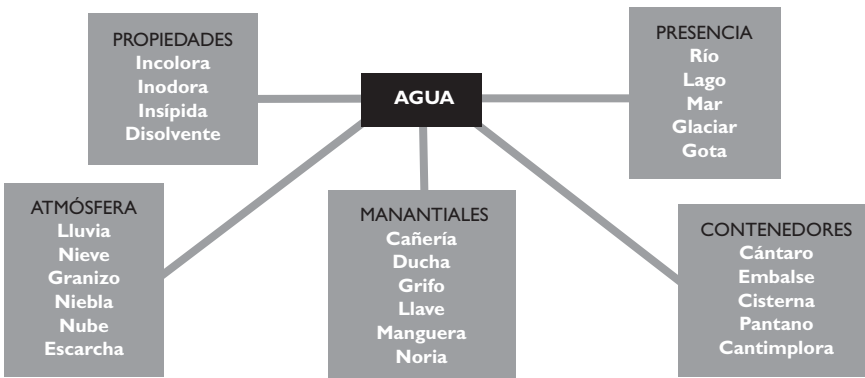 PROPIEDADES
Incolora
Inodora
Insípida
Disolvente
AGUA
PRESENCIA
Río
Lago
Mar
Glaciar
Gota
ATMÓSFERA
Lluvia
Nieve
Granizo
Niebla
Nube
Escarcha
MANANTIALES
Cañería
Ducha
Grifo
Llave
Manguera
Noria
CONTENEDORES
Cántaro
Embalse
Cisterna
Pantano
Cantimplora